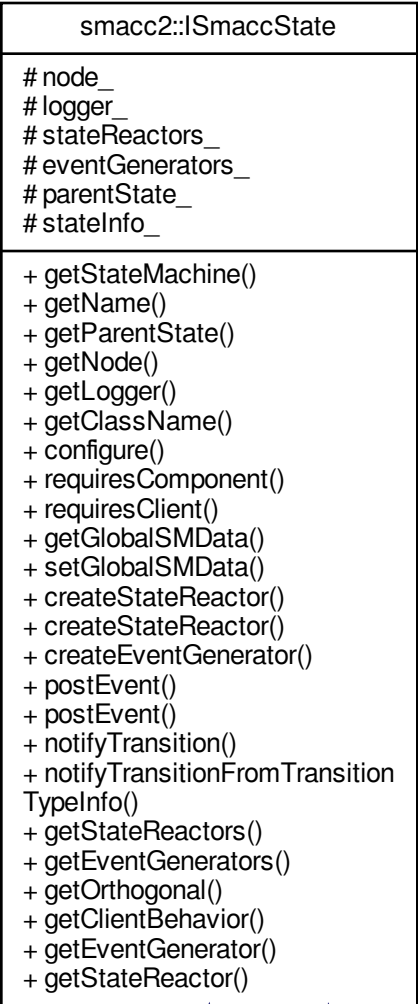 smacc2::ISmaccState
# node_
# logger_
# stateReactors_
# eventGenerators_
# parentState_
# stateInfo_
+ getStateMachine()
+ getName()
+ getParentState()
+ getNode()
+ getLogger()
+ getClassName()
+ configure()
+ requiresComponent()
+ requiresClient()
+ getGlobalSMData()
+ setGlobalSMData()
+ createStateReactor()
+ createStateReactor()
+ createEventGenerator()
+ postEvent()
+ postEvent()
+ notifyTransition()
+ notifyTransitionFromTransition
TypeInfo()
+ getStateReactors()
+ getEventGenerators()
+ getOrthogonal()
+ getClientBehavior()
+ getEventGenerator()
+ getStateReactor()